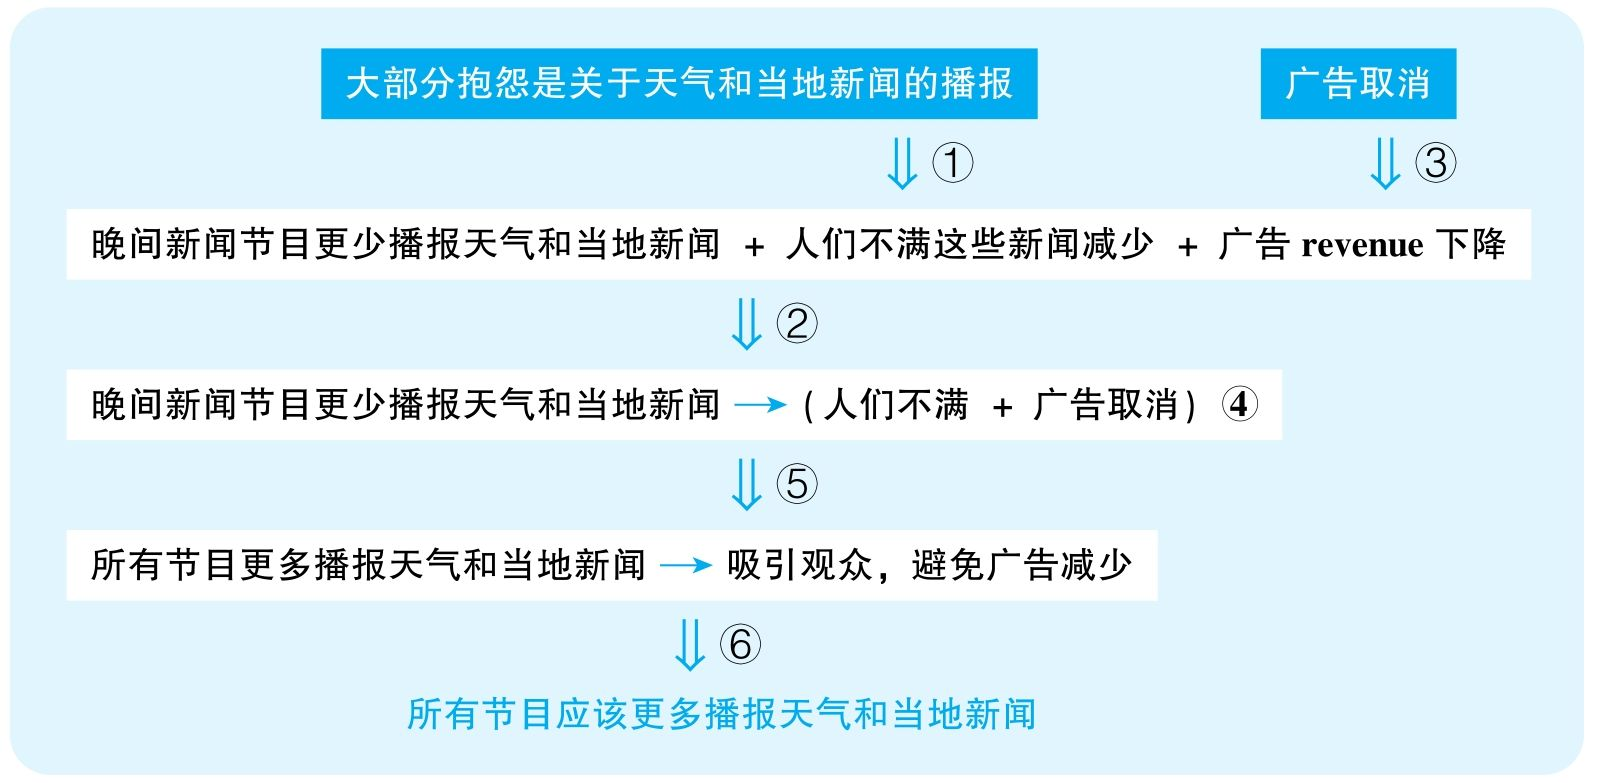 大部分抱怨是关于天气和当地新闻的播报 广告取消
① ③
晚间新闻节目更少播报天气和当地新闻 + 人们不满这些新闻减少 + 广告 revenue 下降
②
晚间新闻节目更少播报天气和当地新闻 → (人们不满 + 广告取消) ④
⑤
所有节目更多播报天气和当地新闻 → 吸引观众，避免广告减少
⑥
所有节目应该更多播报天气和当地新闻